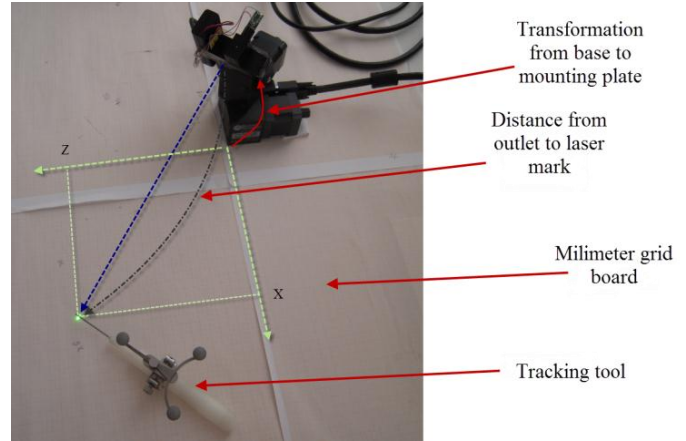 Transformation
from base to
mounting plate
Distance from
outlet to laser
mark
Z
X
Milimeter grid
board
Tracking tool